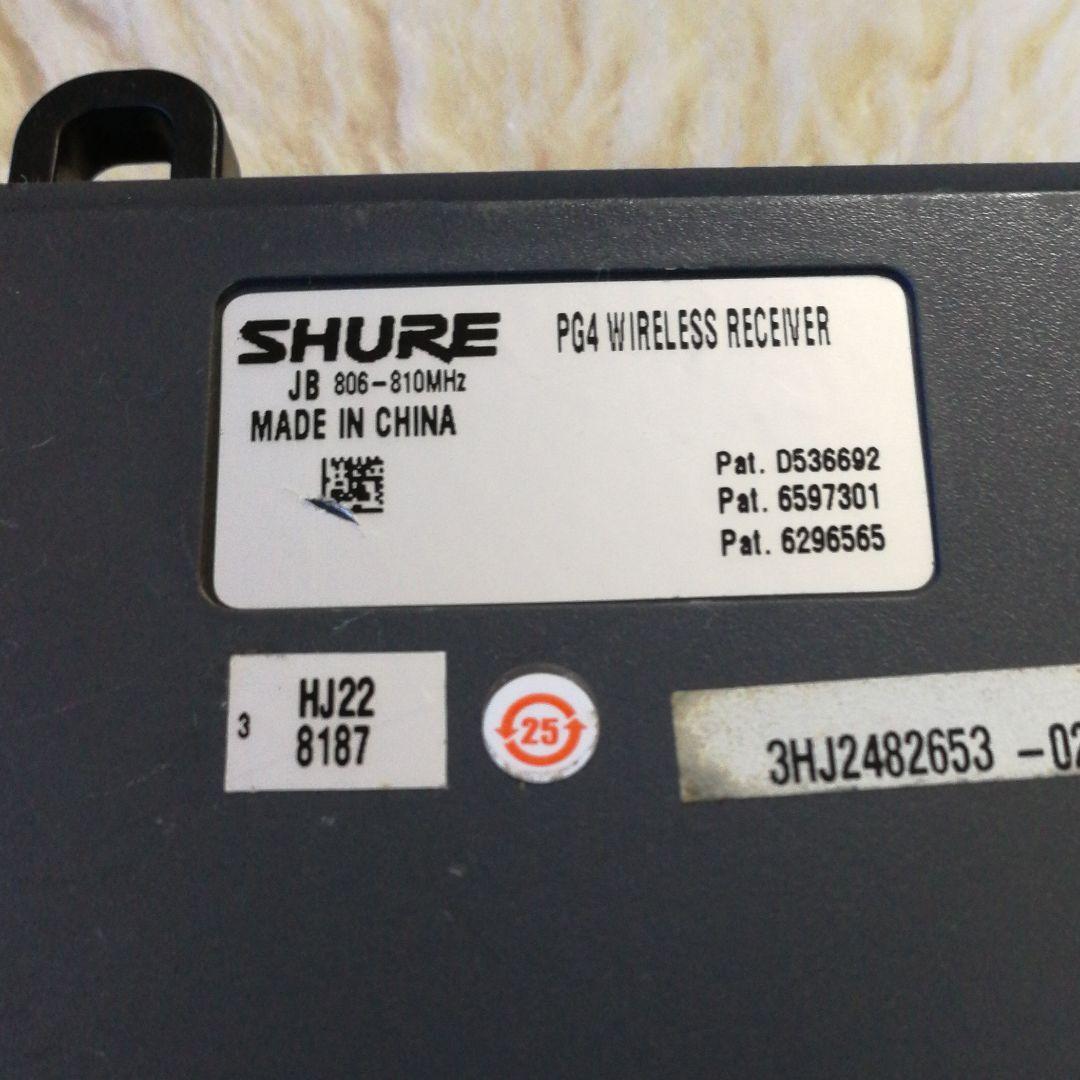 SHURE PG4 WIRELESS RECEIVER
JB 806-810MHz
MADE IN CHINA
Pat. D536692
Pat. 6597301
Pat. 6296565
3 HJ22
8187
25
3HJ2482653 -02